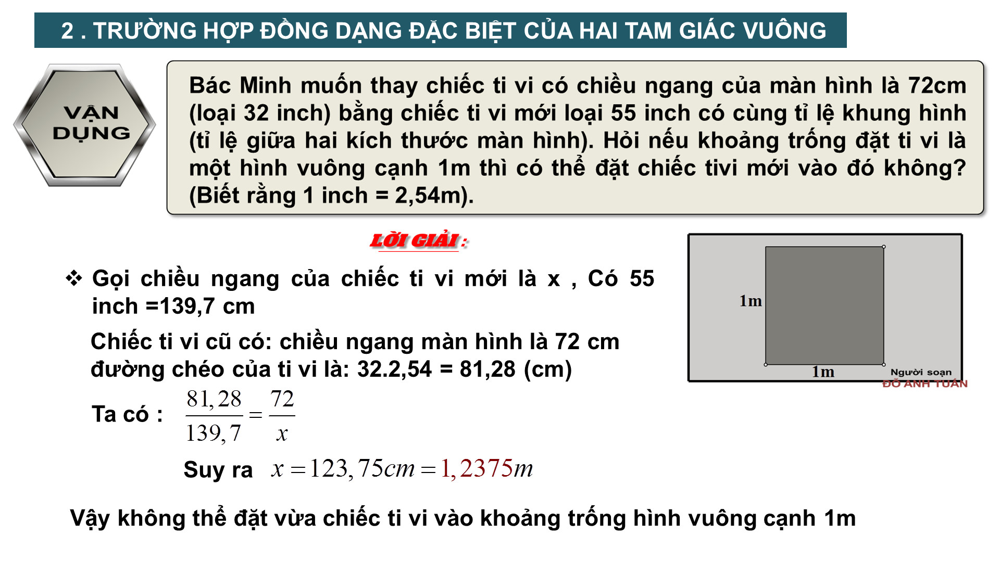 2 . TRƯỜNG HỢP ĐỒNG DẠNG ĐẶC BIỆT CỦA HAI TAM GIÁC VUÔNG
VẬN
DỤNG
Bác Minh muốn thay chiếc ti vi có chiều ngang của màn hình là 72cm
(loại 32 inch) bằng chiếc ti vi mới loại 55 inch có cùng tỉ lệ khung hình
(tỉ lệ giữa hai kích thước màn hình). Hỏi nếu khoảng trống đặt ti vi là
một hình vuông cạnh 1m thì có thể đặt chiếc tivi mới vào đó không?
(Biết rằng 1 inch = 2,54m).
LỜI GIẢI :
❖ Gọi chiều ngang của chiếc ti vi mới là x , Có 55
inch =139,7 cm
Chiếc ti vi cũ có: chiều ngang màn hình là 72 cm
đường chéo của ti vi là: 32.2,54 = 81,28 (cm)
Ta có : 81,28/139,7 = 72/x
Suy ra x = 123,75cm = 1,2375m
Vậy không thể đặt vừa chiếc ti vi vào khoảng trống hình vuông cạnh 1m
1m
1m
Người soạn
ĐỖ ANH TUẤN